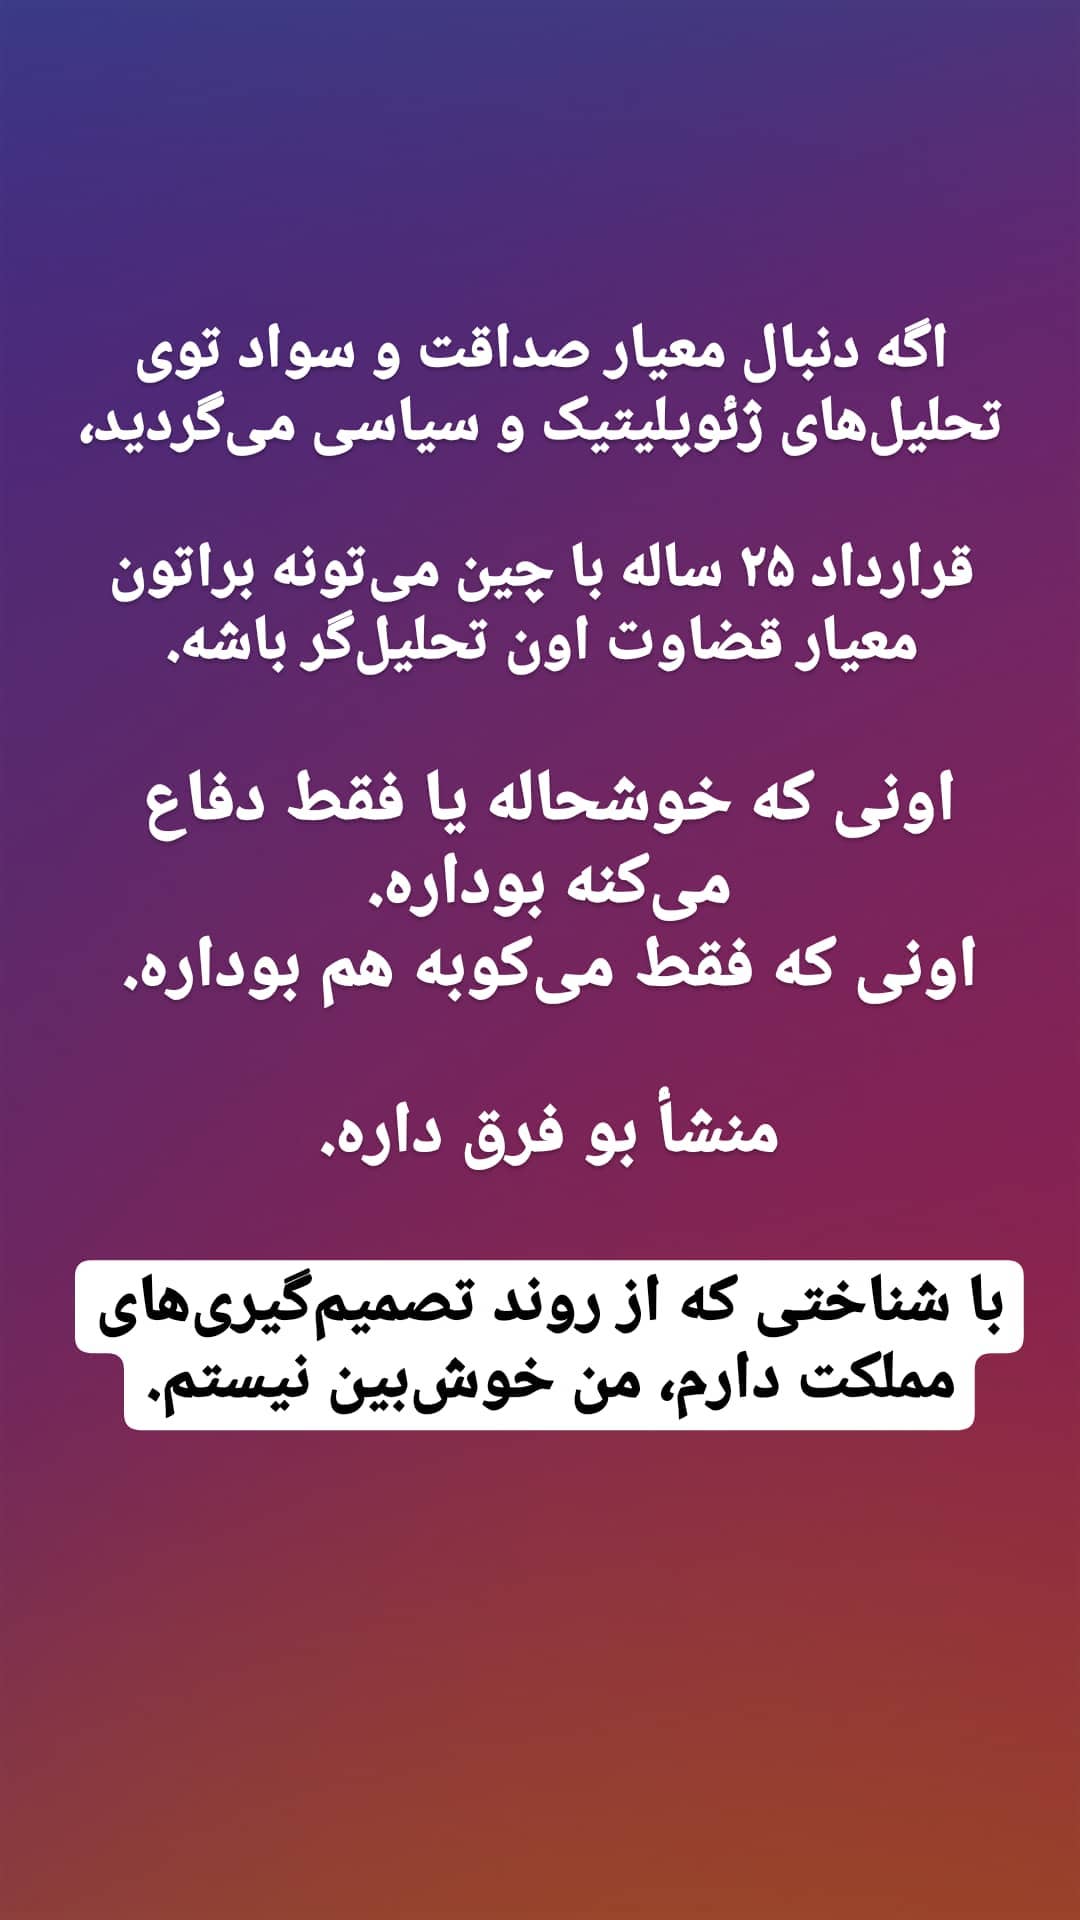 اگه دنبال معیار صداقت و سواد توی
تحلیل‌های ژئوپلیتیک و سیاسی می‌گردید،
قرارداد ۲۵ ساله با چین می‌تونه براتون
معیار قضاوت اون تحلیل‌گر باشه.
اونی که خوشحاله یا فقط دفاع
می‌کنه بوداره.
اونی که فقط می‌کوبه هم بوداره.
منشأ بو فرق داره.
با شناختی که از روند تصمیم‌گیری‌های
مملکت دارم، من خوش‌بین نیستم.